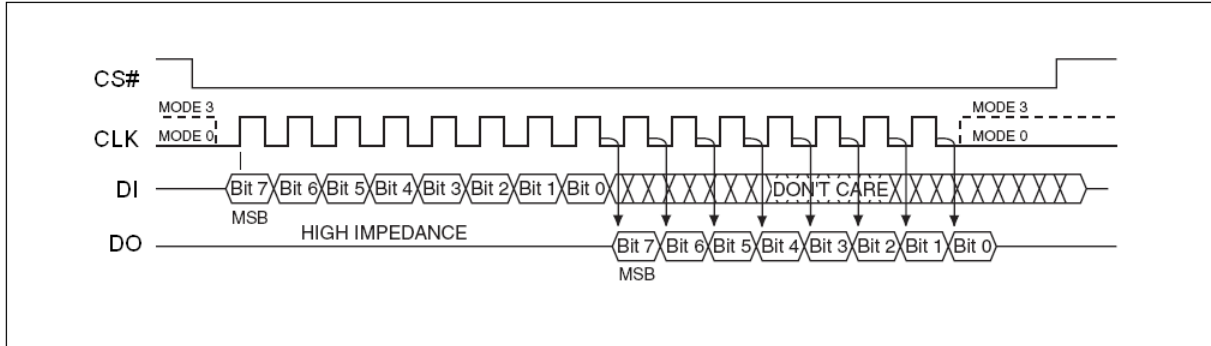 CS#
MODE 3 MODE 3
CLK MODE 0 MODE 0
DI Bit 7 Bit 6 Bit 5 Bit 4 Bit 3 Bit 2 Bit 1 Bit 0 DON'T CARE
MSB
DO HIGH IMPEDANCE Bit 7 Bit 6 Bit 5 Bit 4 Bit 3 Bit 2 Bit 1 Bit 0
MSB